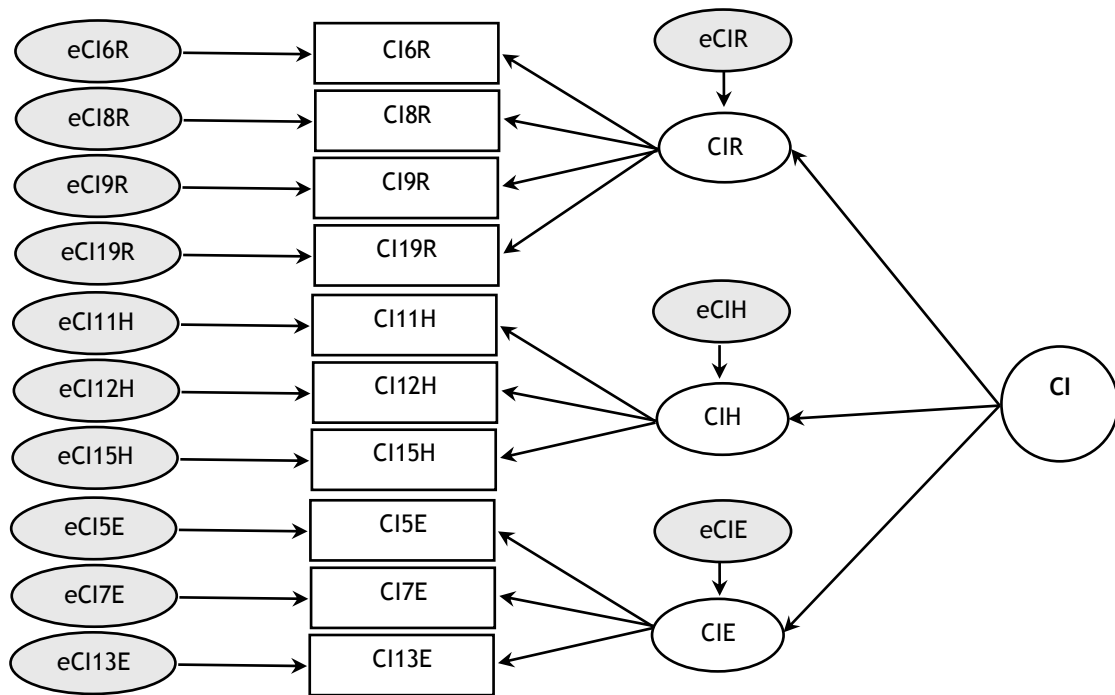 eCI6R
CI6R
eCIR
eCI8R
CI8R
CIR
eCI9R
CI9R
eCI19R
CI19R
eCI11H
CI11H
eCIH
eCI12H
CI12H
CI
eCI15H
CI15H
CIH
eCI5E
CI5E
eCIE
eCI7E
CI7E
CIE
eCI13E
CI13E